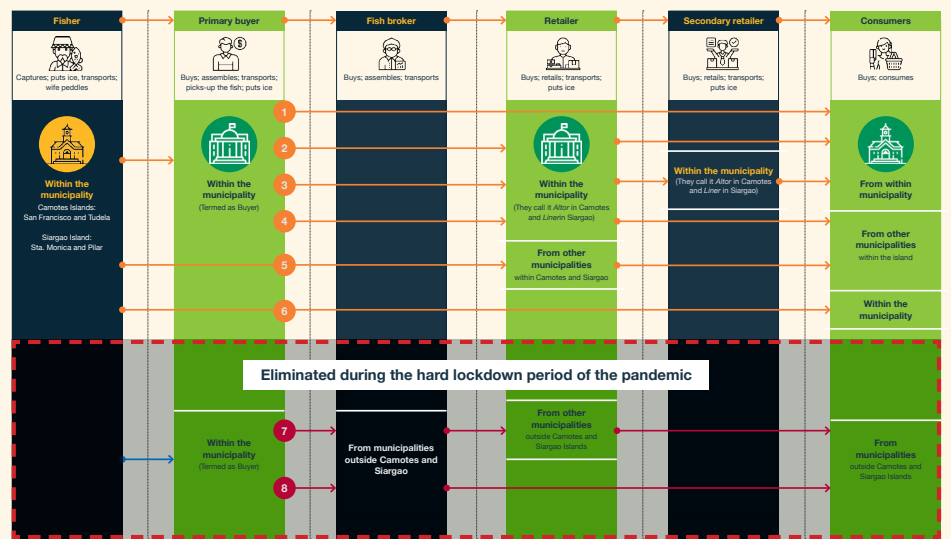 Fisher
Primary buyer
Fish broker
Retailer
Secondary retailer
Consumers
Captures; puts ice, transports;
wife peddles
Buys; assembles; transports;
picks-up the fish; puts ice
Buys; assembles; transports
Buys; retails; transports;
puts ice
Buys; retails; transports;
puts ice
Buys; consumes
1
2
3
4
5
6
Within the
municipality
Camotes Islands:
San Francisco and Tudela
Siargao Island:
Sta. Monica and Pilar
Within the
municipality
(Termed as Buyer)
Within the
municipality
(They call it Altor in Camotes
and Linerin Siargao)
From other
municipalities
within Camotes and Siargao
Within the municipality
(They call it Altor in Camotes
and Liner in Siargao)
From within
municipality
From other
municipalities
within the island
Within the
municipality
Eliminated during the hard lockdown period of the pandemic
Within the
municipality
(Termed as Buyer)
7
8
From municipalities
outside Camotes and
Siargao
From other
municipalities
outside Camotes and
Siargao Islands
From
municipalities
outside Camotes and
Siargao Islands